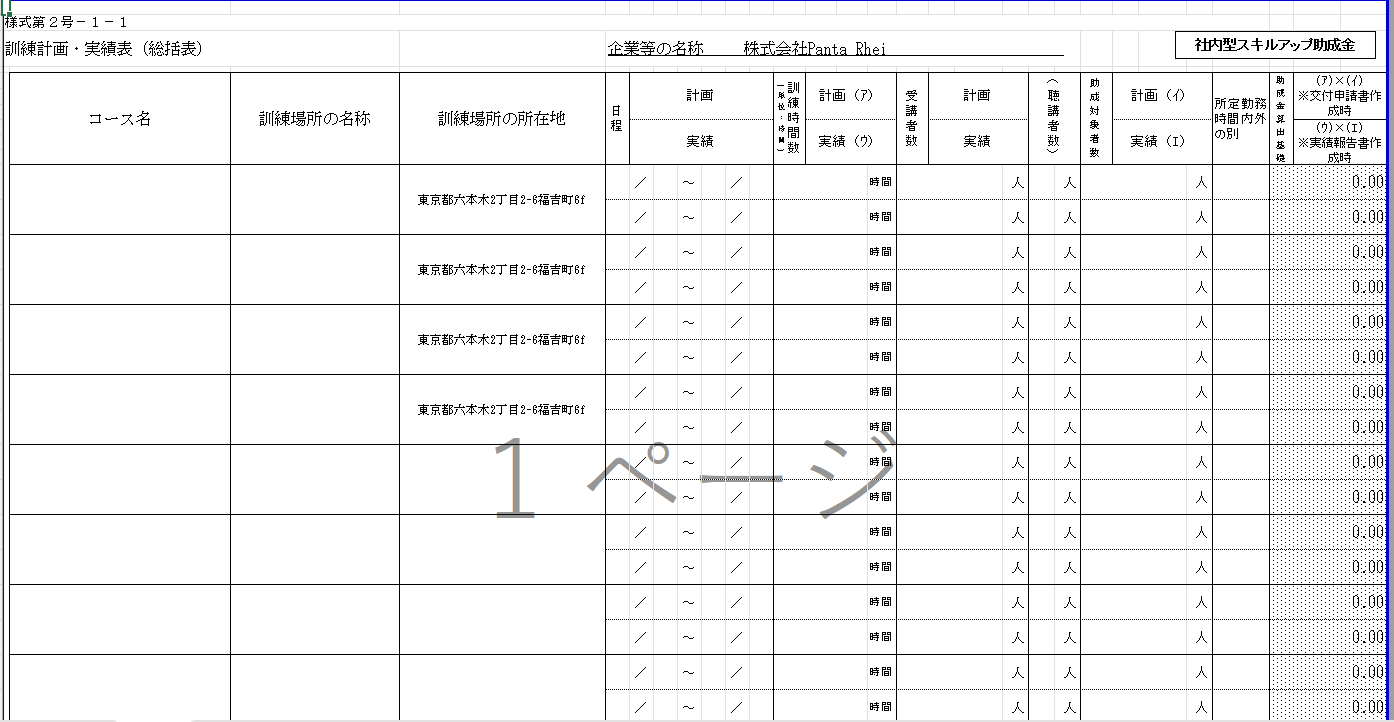 様式第２号－１－１
訓練計画・実績表（総括表）
企業等の名称　株式会社Panta Rhei
社内型スキルアップ助成金
コース名
訓練場所の名称
訓練場所の所在地
日程
計画
実績
訓練時間数
（一単位：時間）
計画（ア）
実績（ウ）
受講者数
計画
実績
（聴講者数）
助成対象者数
計画（イ）
実績（エ）
所定勤務
時間内外
の別
助成金算出基礎
（ア）×（イ）
※交付申請書作
成時
（ウ）×（エ）
※実績報告書作
成時
東京都六本木2丁目2-6福吉町6f
／　～　／　時間　人　人　人　0.00
／　～　／　時間　人　人　人　0.00
東京都六本木2丁目2-6福吉町6f
／　～　／　時間　人　人　人　0.00
／　～　／　時間　人　人　人　0.00
東京都六本木2丁目2-6福吉町6f
／　～　／　時間　人　人　人　0.00
／　～　／　時間　人　人　人　0.00
東京都六本木2丁目2-6福吉町6f
／　～　／　時間　人　人　人　0.00
／　～　／　時間　人　人　人　0.00
1 ページ
／　～　／　時間　人　人　人　0.00
／　～　／　時間　人　人　人　0.00
／　～　／　時間　人　人　人　0.00
／　～　／　時間　人　人　人　0.00
／　～　／　時間　人　人　人　0.00
／　～　／　時間　人　人　人　0.00
／　～　／　時間　人　人　人　0.00
／　～　／　時間　人　人　人　0.00